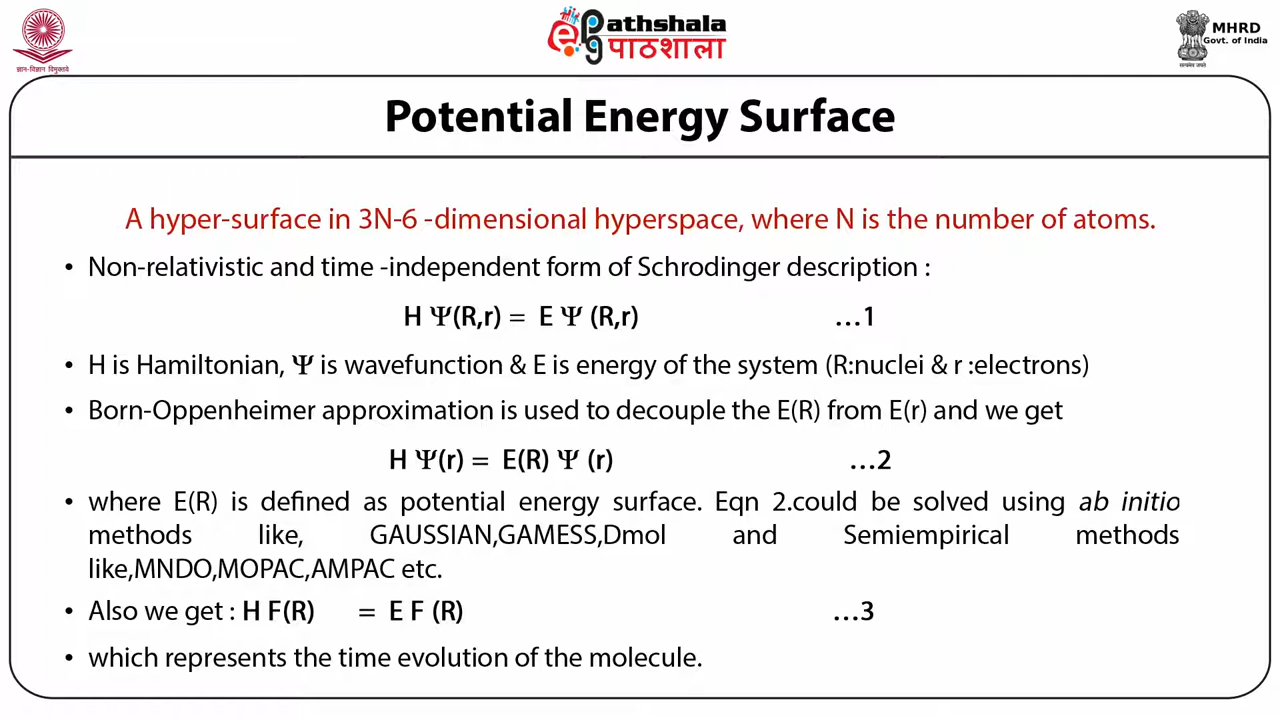 ePG pathshala
पाठशाला
MHRD
Govt. of India
ज्ञान-विज्ञान विमुक्तये
सत्यमेव जयते
Potential Energy Surface
A hyper-surface in 3N-6 -dimensional hyperspace, where N is the number of atoms.
• Non-relativistic and time -independent form of Schrodinger description :
H Ψ(R,r) = E Ψ (R,r) …1
• H is Hamiltonian, Ψ is wavefunction & E is energy of the system (R:nuclei & r :electrons)
• Born-Oppenheimer approximation is used to decouple the E(R) from E(r) and we get
H Ψ(r) = E(R) Ψ (r) …2
• where E(R) is defined as potential energy surface. Eqn 2.could be solved using ab initio
methods like, GAUSSIAN,GAMESS,Dmol and Semiempirical methods
like,MNDO,MOPAC,AMPAC etc.
• Also we get : H F(R) = E F (R) …3
• which represents the time evolution of the molecule.